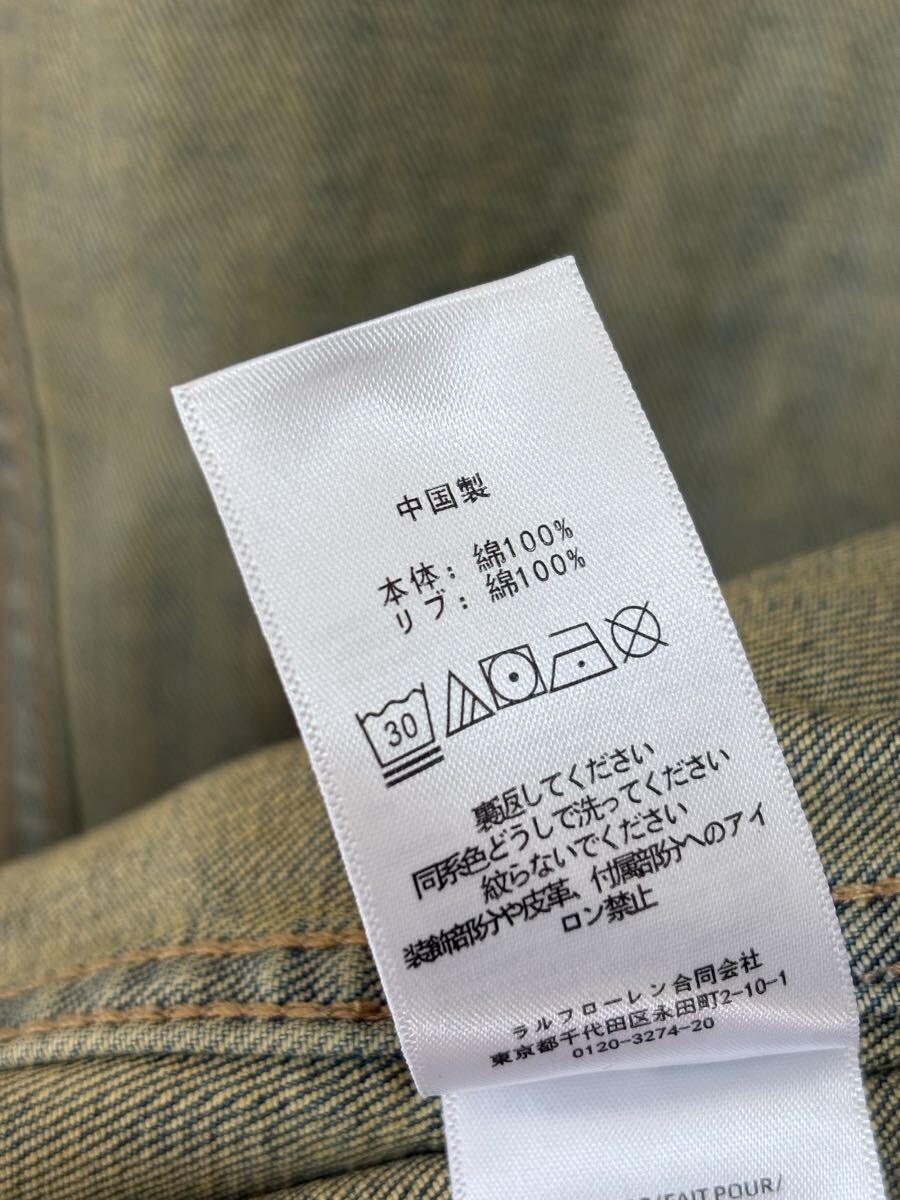 中国製
本体: 綿100%
リブ: 綿100%
30
裏返してください
同系色どうしで洗ってください
絞らないでください
装飾部分や皮革、付属部分へのアイ
ロン禁止
ラルフローレン合同会社
東京都千代田区永田町2-10-1
0120-3274-20
/FAIT POUR/